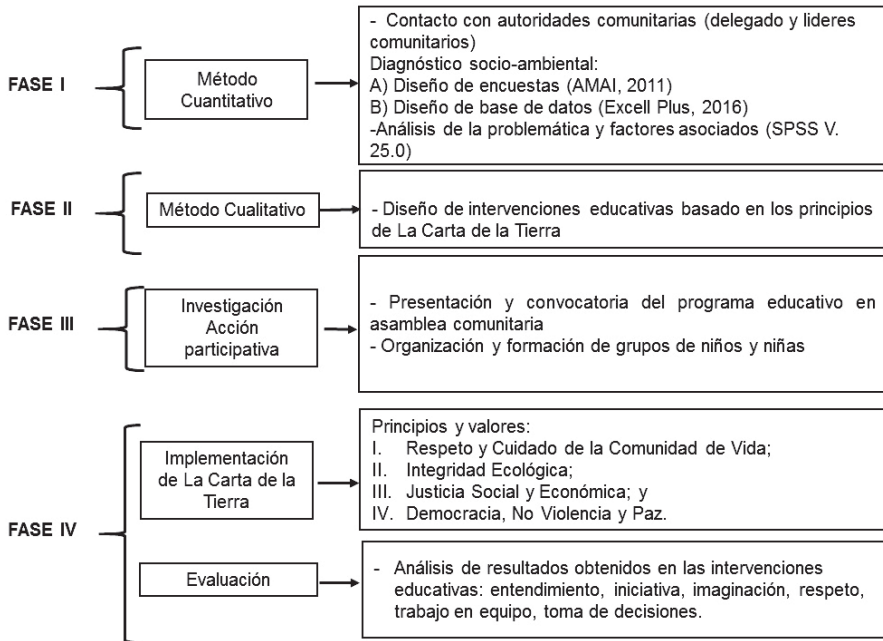 FASE I
Método
Cuantitativo
- Contacto con autoridades comunitarias (delegado y lideres
comunitarios)
Diagnóstico socio-ambiental:
A) Diseño de encuestas (AMAI, 2011)
B) Diseño de base de datos (Excell Plus, 2016)
-Análisis de la problemática y factores asociados (SPSS V.
25.0)
FASE II
Método Cualitativo
- Diseño de intervenciones educativas basado en los principios
de La Carta de la Tierra
FASE III
Investigación
Acción
participativa
- Presentación y convocatoria del programa educativo en
asamblea comunitaria
- Organización y formación de grupos de niños y niñas
FASE IV
Implementación
de La Carta de la
Tierra
Principios y valores:
I. Respeto y Cuidado de la Comunidad de Vida;
II. Integridad Ecológica;
III. Justicia Social y Económica; y
IV. Democracia, No Violencia y Paz.
Evaluación
- Análisis de resultados obtenidos en las intervenciones
educativas: entendimiento, iniciativa, imaginación, respeto,
trabajo en equipo, toma de decisiones.